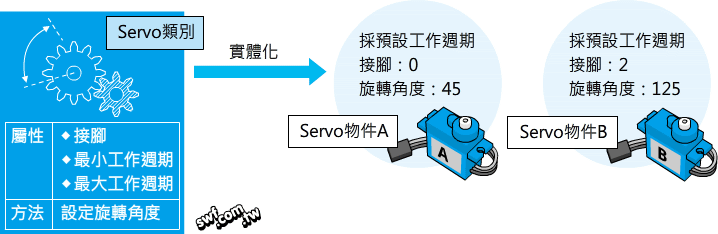 Servo類別
屬性
◆接腳
◆最小工作週期
◆最大工作週期
方法
設定旋轉角度
實體化
採預設工作週期
接腳：0
旋轉角度：45
Servo物件A
A
採預設工作週期
接腳：2
旋轉角度：125
Servo物件B
B
swf.com.tw